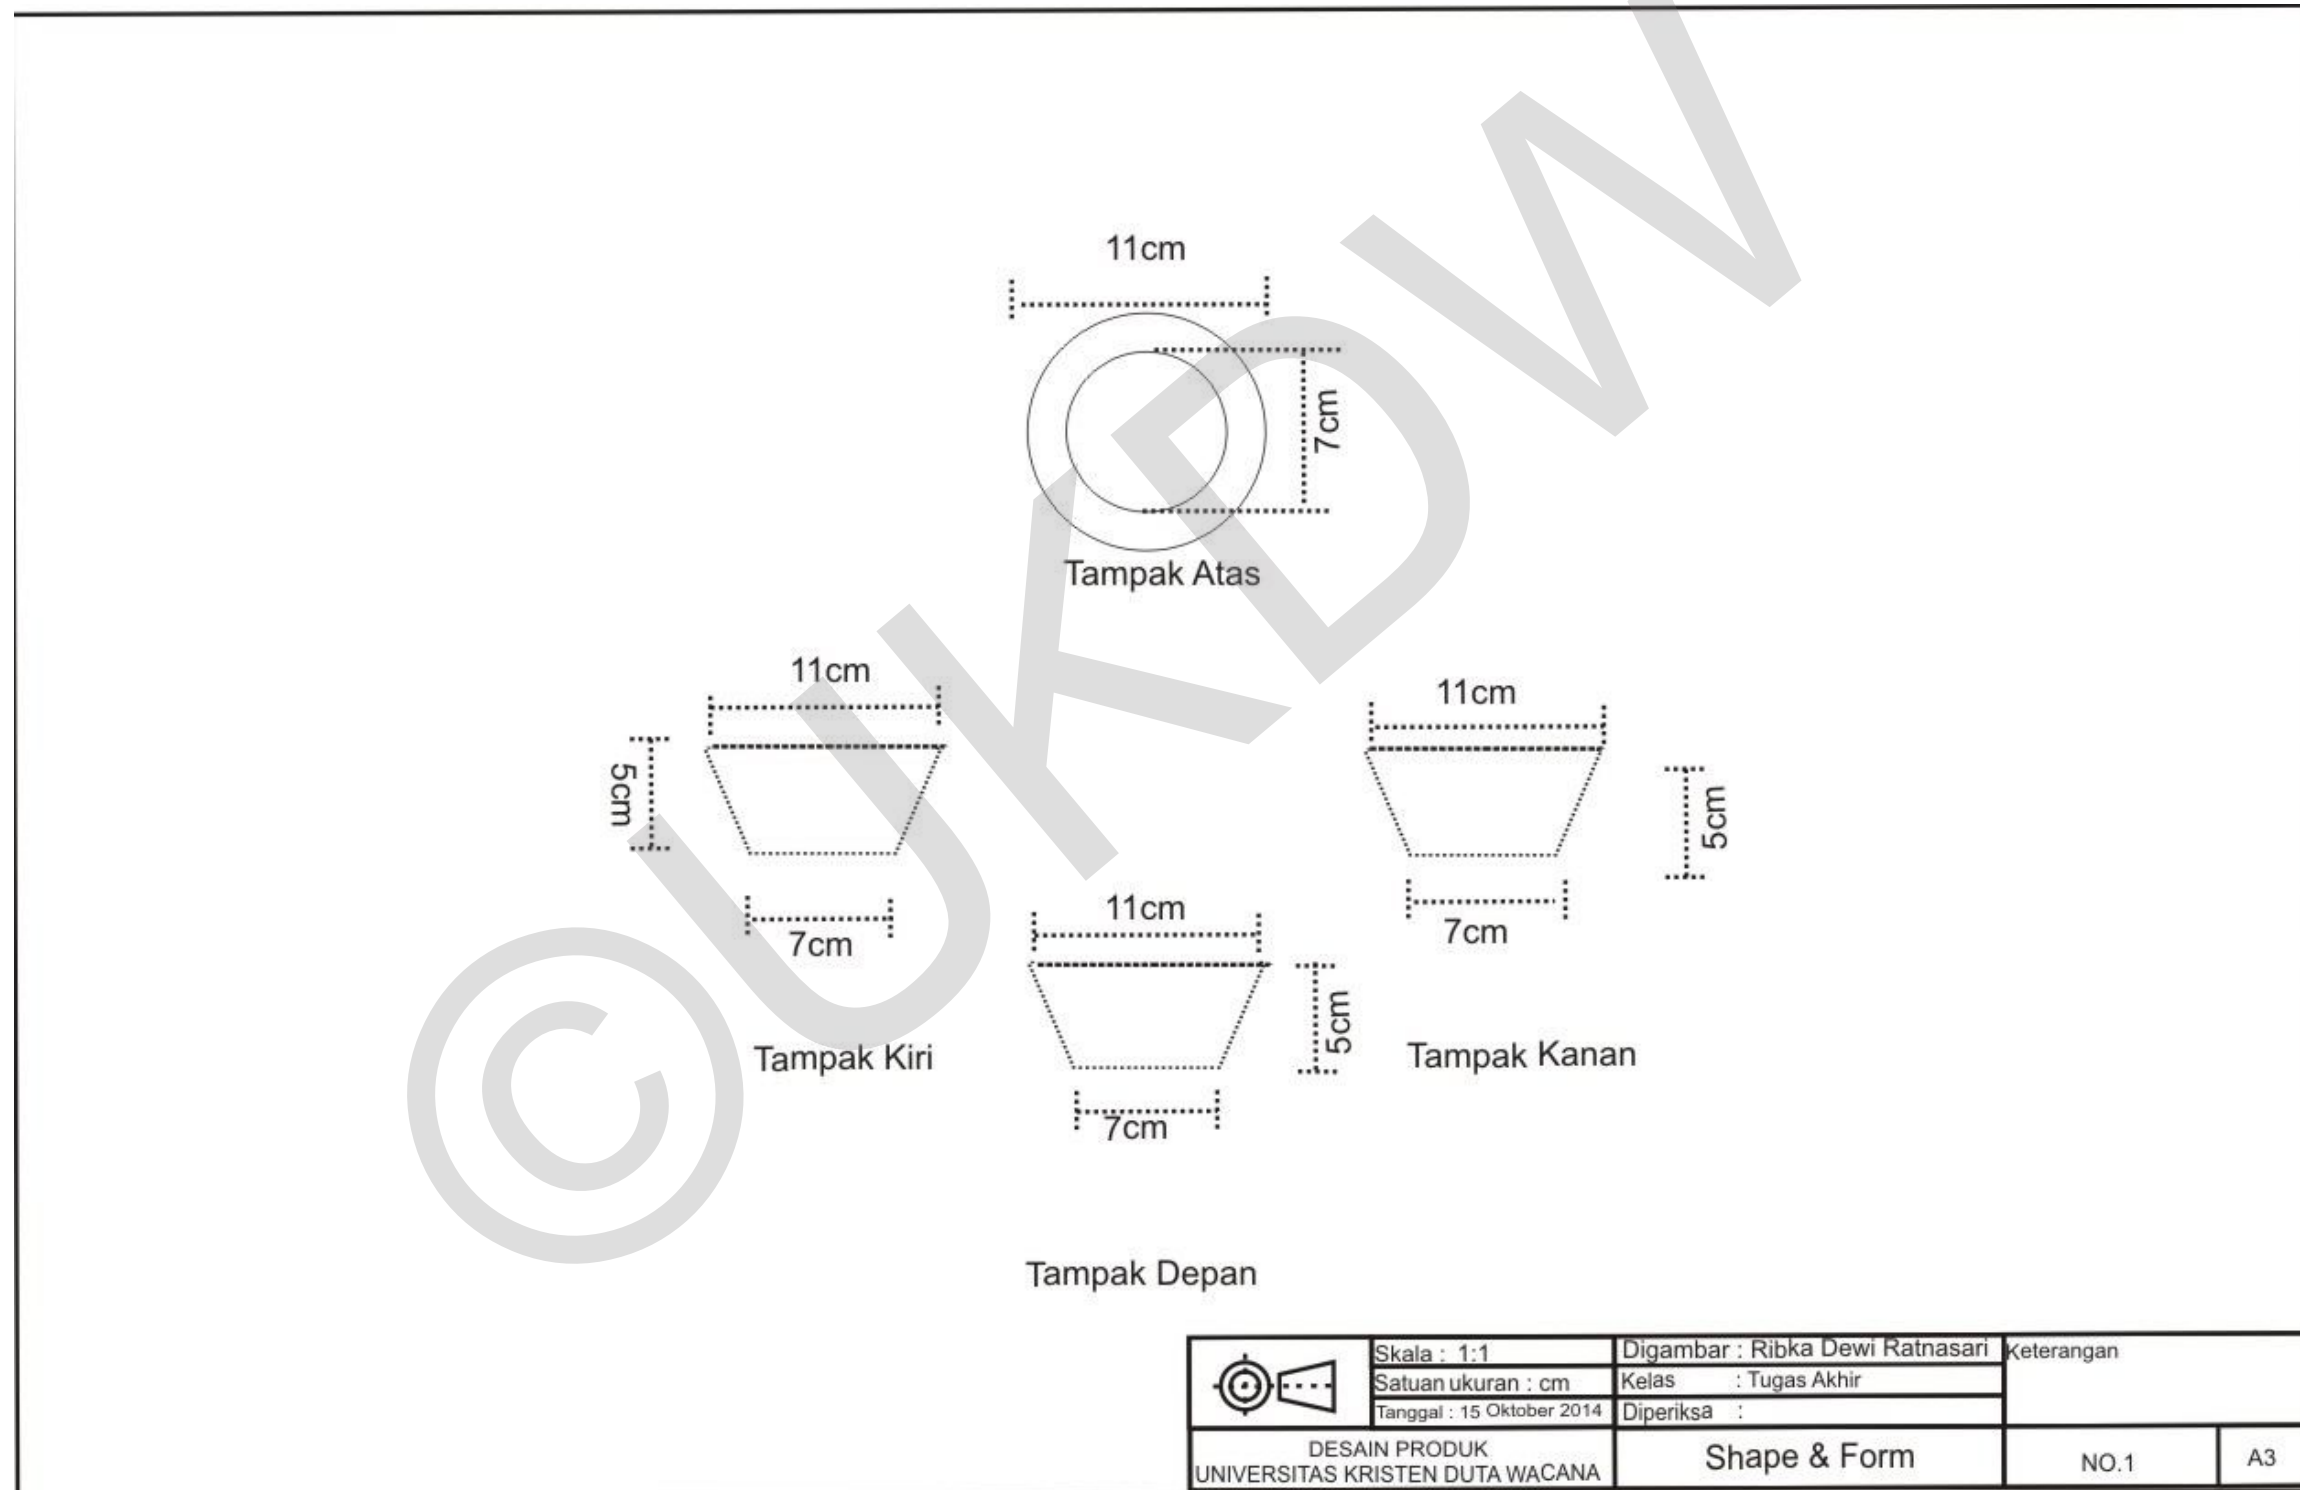 11cm
7cm
Tampak Atas
11cm
5cm
7cm
Tampak Kiri
11cm
5cm
7cm
Tampak Kanan
11cm
5cm
7cm
Tampak Depan
Skala : 1:1
Satuan ukuran : cm
Tanggal : 15 Oktober 2014
Digambar : Ribka Dewi Ratnasari
Kelas : Tugas Akhir
Diperiksa :
Keterangan
DESAIN PRODUK
UNIVERSITAS KRISTEN DUTA WACANA
Shape & Form
NO.1
A3
©UKDW